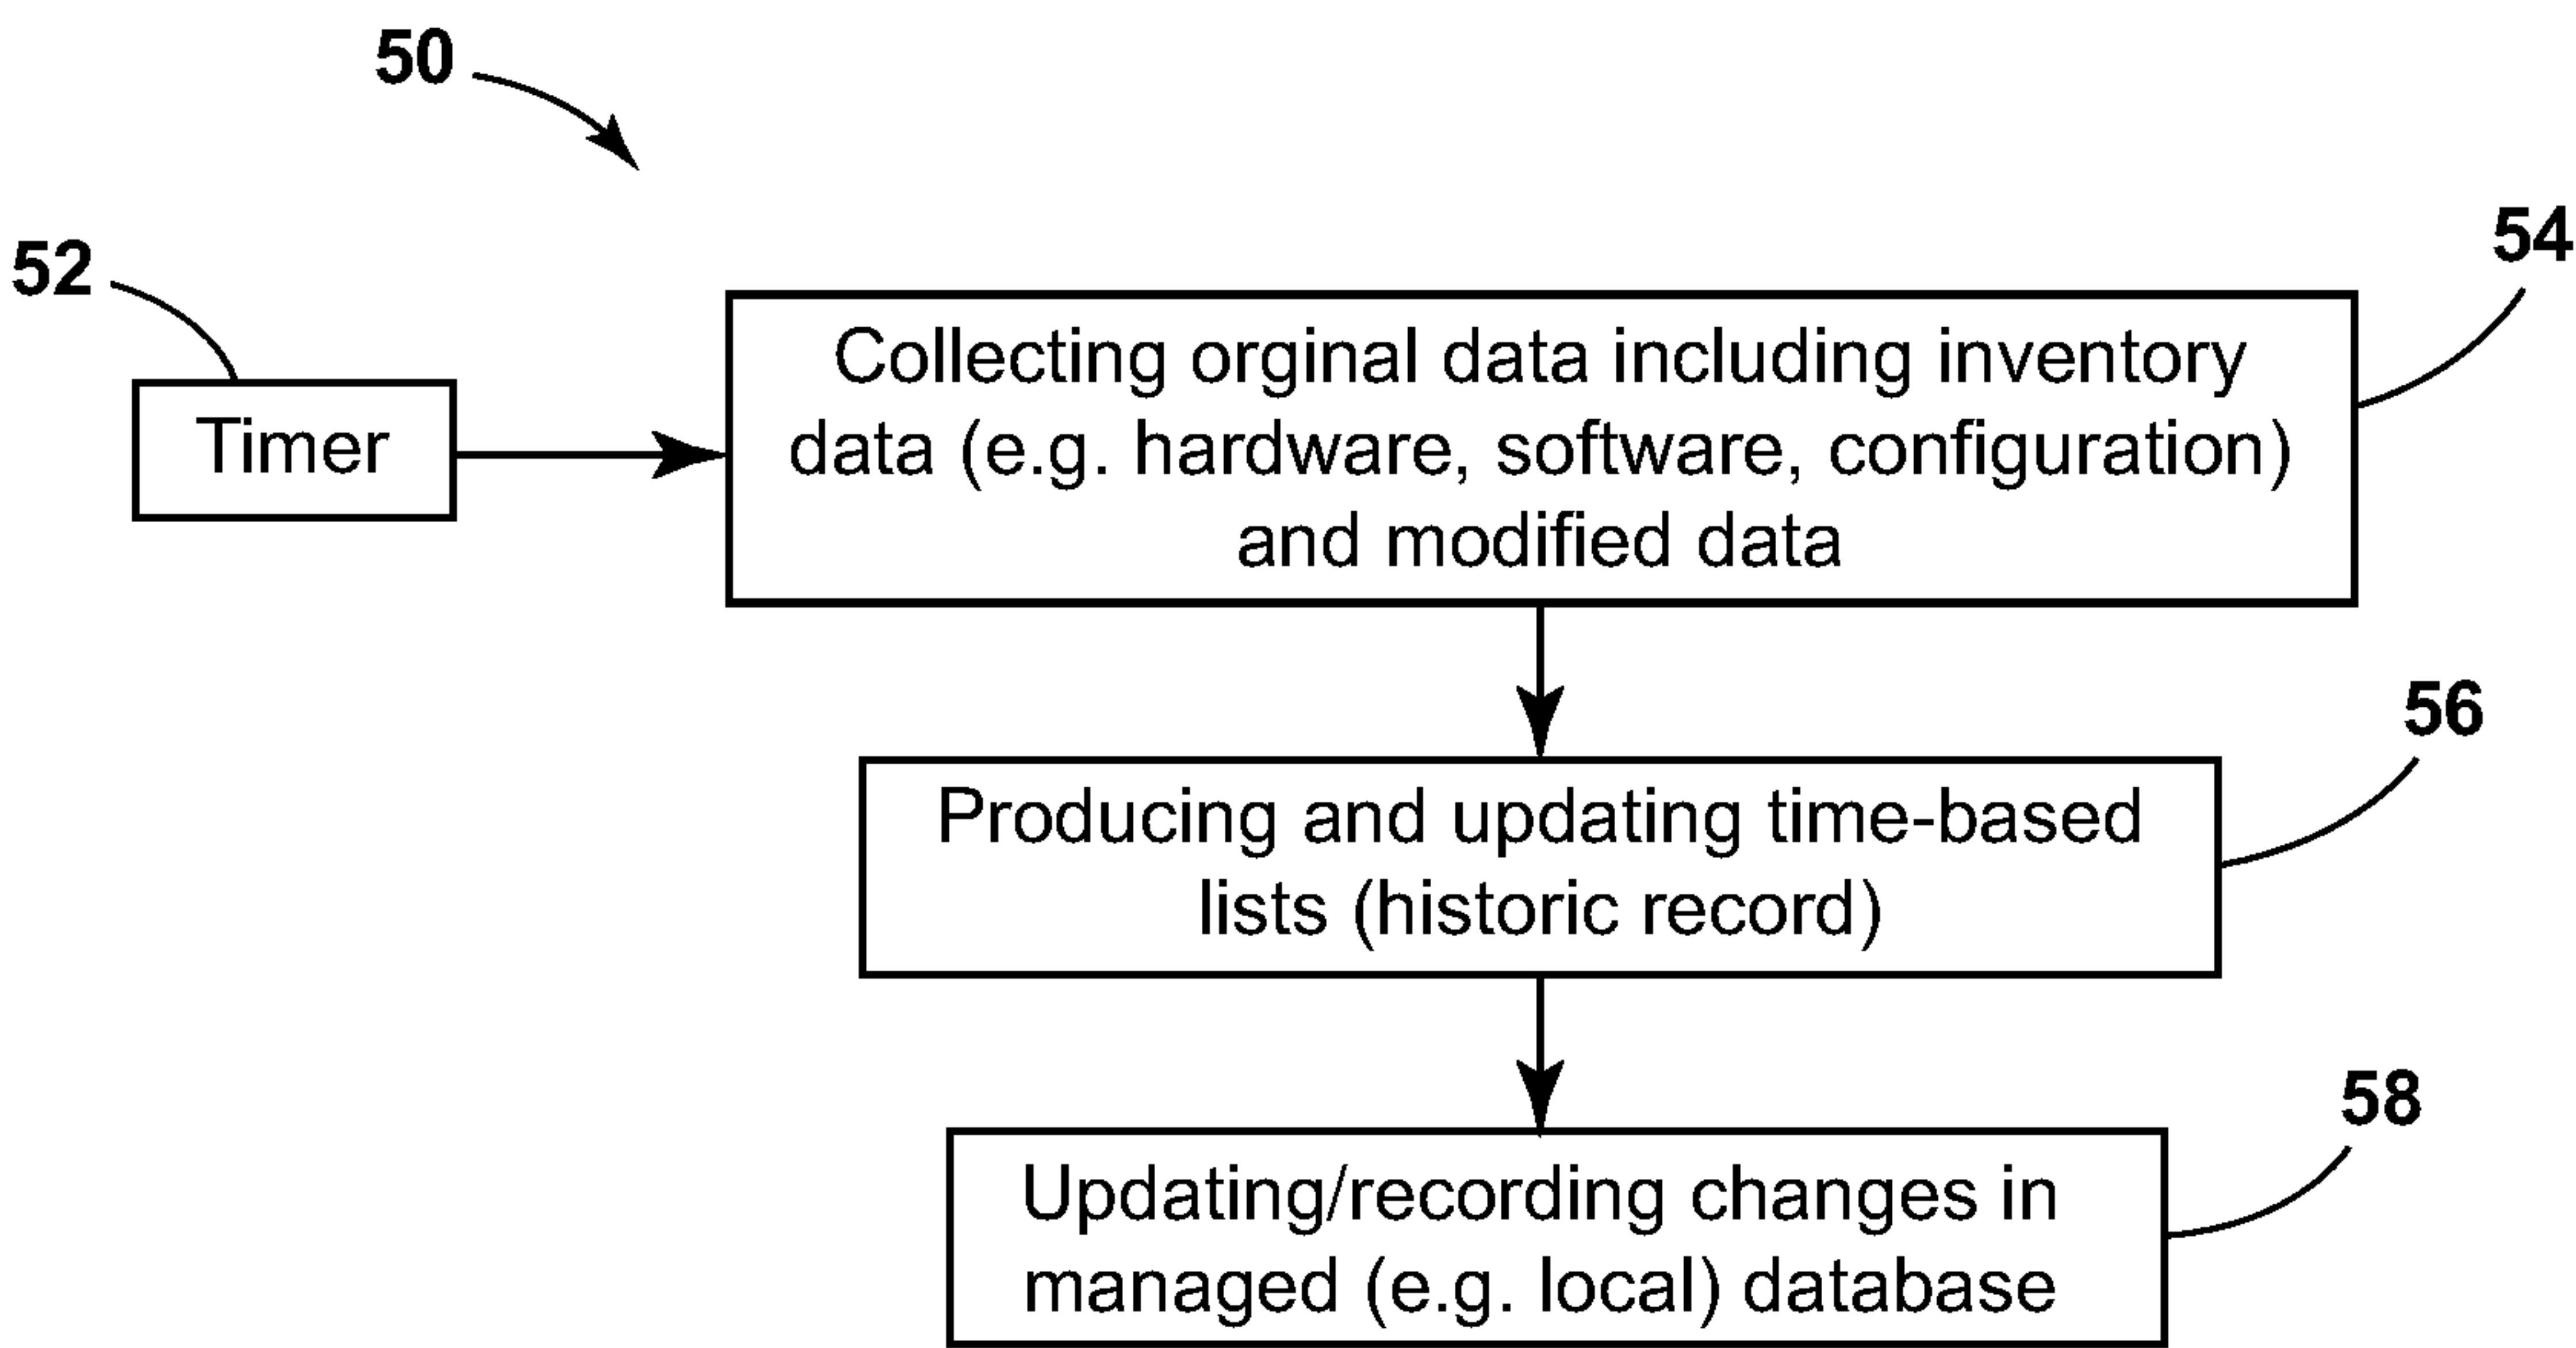 50
52
54
Timer
Collecting orginal data including inventory
data (e.g. hardware, software, configuration)
and modified data
56
Producing and updating time-based
lists (historic record)
58
Updating/recording changes in
managed (e.g. local) database